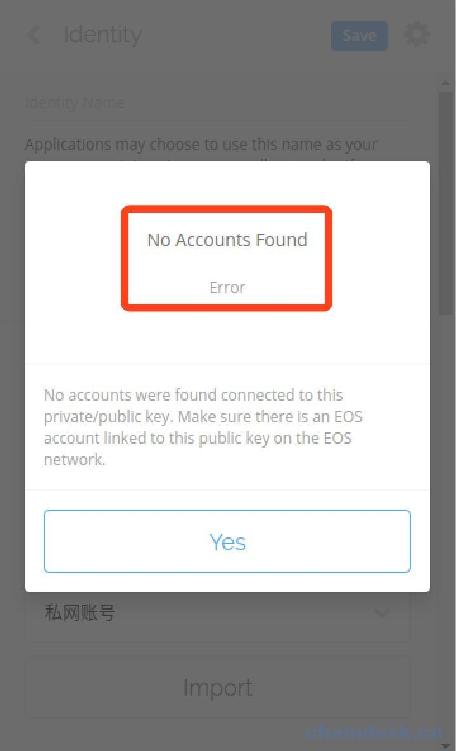 Identity
Save
Identity Name
Applications may choose to use this name as your
No Accounts Found
Error
No accounts were found connected to this
private/public key. Make sure there is an EOS
account linked to this public key on the EOS
network.
Yes
私网账号
Import